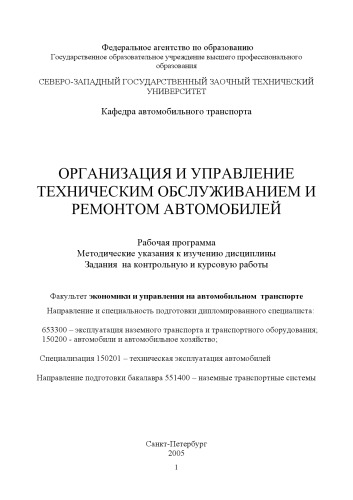 Федеральное агентство по образованию
Государственное образовательное учреждение высшего профессионального
образования
СЕВЕРО-ЗАПАДНЫЙ ГОСУДАРСТВЕННЫЙ ЗАОЧНЫЙ ТЕХНИЧЕСКИЙ
УНИВЕРСИТЕТ
Кафедра автомобильного транспорта
ОРГАНИЗАЦИЯ И УПРАВЛЕНИЕ
ТЕХНИЧЕСКИМ ОБСЛУЖИВАНИЕМ И
РЕМОНТОМ АВТОМОБИЛЕЙ
Рабочая программа
Методические указания к изучению дисциплины
Задания на контрольную и курсовую работы
Факультет экономики и управления на автомобильном транспорте
Направление и специальность подготовки дипломированного специалиста:
653300 – эксплуатация наземного транспорта и транспортного оборудования;
150200 - автомобили и автомобильное хозяйство;
Специализация 150201 – техническая эксплуатация автомобилей
Направление подготовки бакалавра 551400 – наземные транспортные системы
Санкт-Петербург
2005
1